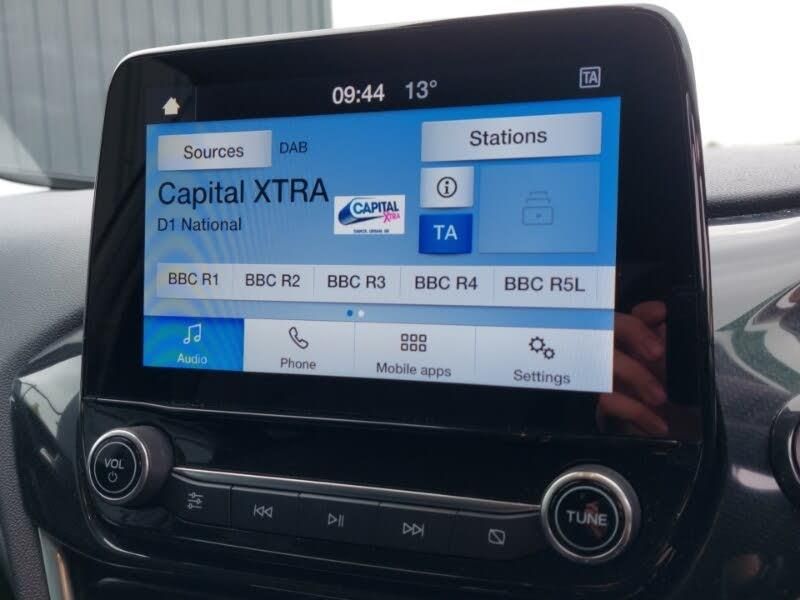 09:44 13° TA
Sources DAB Stations
Capital XTRA
CAPITAL
XTRA
D1 National
TA
BBC R1 BBC R2 BBC R3 BBC R4 BBC R5L
Audio Phone Mobile apps Settings
VOL
TUNE